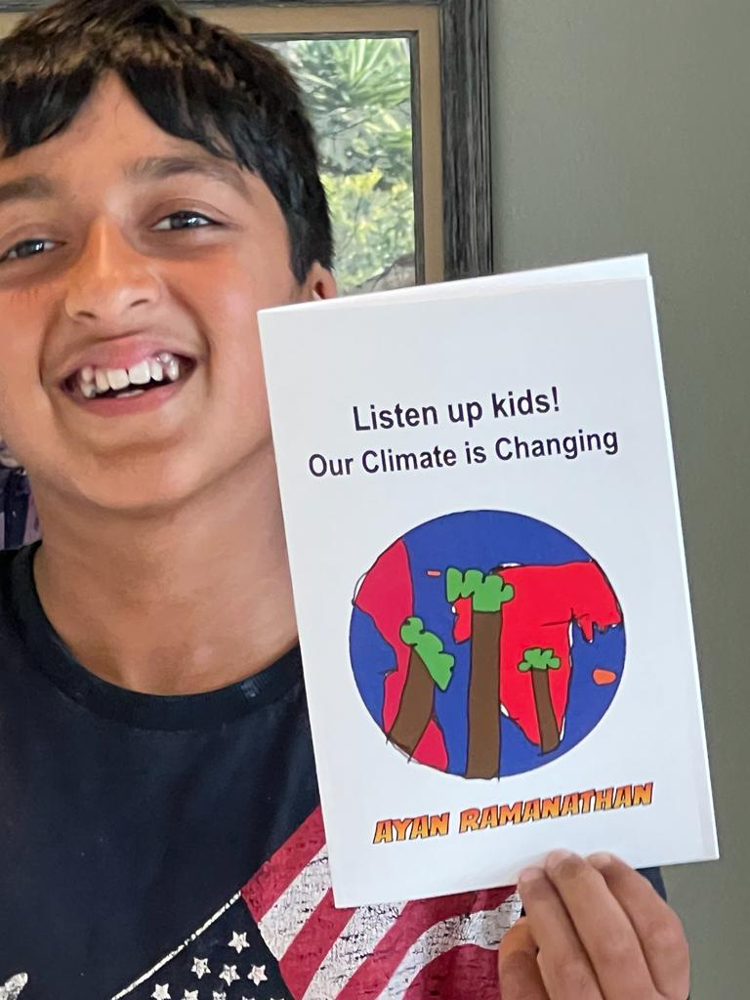 Listen up kids!
Our Climate is Changing
AYAN RAMANATHAN